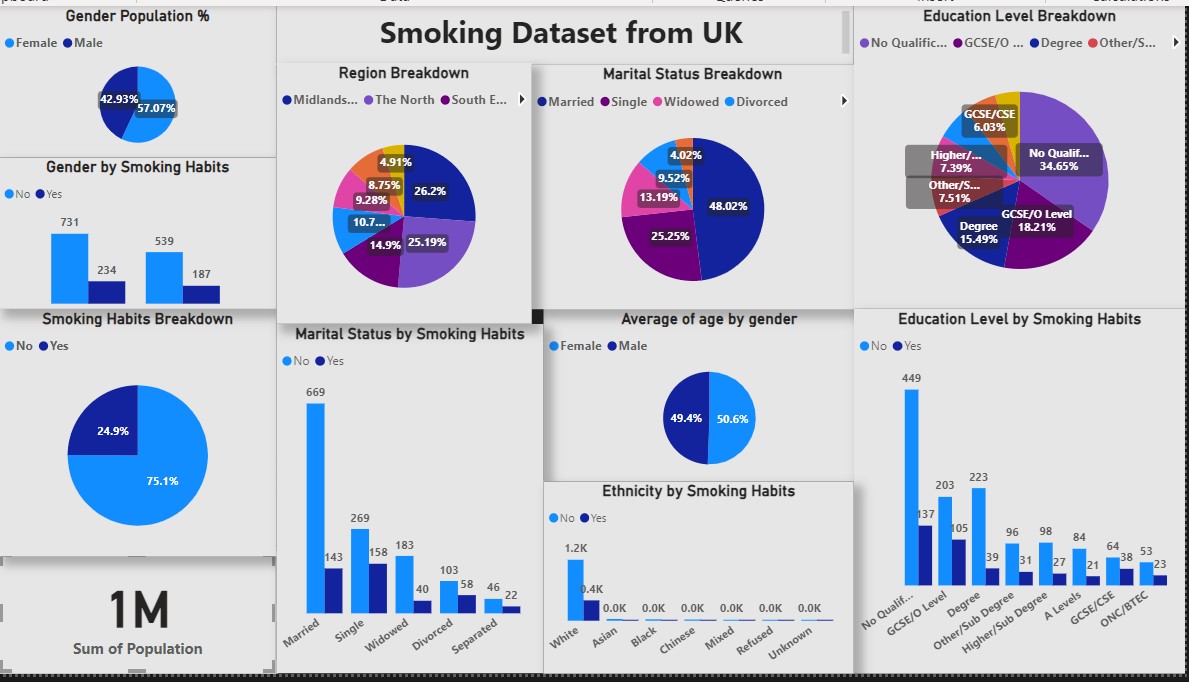 Gender Population %
Female Male
42.93%
57.07%
Gender by Smoking Habits
No Yes
731
234
539
187
Smoking Habits Breakdown
No Yes
24.9%
75.1%
1M
Sum of Population
Smoking Dataset from UK
Region Breakdown
Midlands... The North South E...
4.91%
8.75%
9.28%
10.7...
14.9%
25.19%
26.2%
Marital Status Breakdown
Married Single Widowed Divorced
4.02%
9.52%
13.19%
25.25%
48.02%
Marital Status by Smoking Habits
No Yes
669
143
269
158
183
40
103
58
46
22
Married
Single
Widowed
Divorced
Separated
Average of age by gender
Female Male
49.4%
50.6%
Ethnicity by Smoking Habits
No Yes
1.2K
0.4K
0.0K
0.0K
0.0K
0.0K
0.0K
0.0K
White
Asian
Black
Chinese
Mixed
Refused
Unknown
Education Level Breakdown
No Qualific... GCSE/O ... Degree Other/S...
GCSE/CSE
6.03%
Higher/...
7.39%
Other/S...
7.51%
Degree
15.49%
GCSE/O Level
18.21%
No Qualif...
34.65%
Education Level by Smoking Habits
No Yes
449
137
203
105
223
39
96
31
98
27
84
21
64
38
53
23
No Qualif...
GCSE/O Level
Degree
Other/Sub Degree
Higher/Sub Degree
A Levels
GCSE/CSE
ONC/BTEC